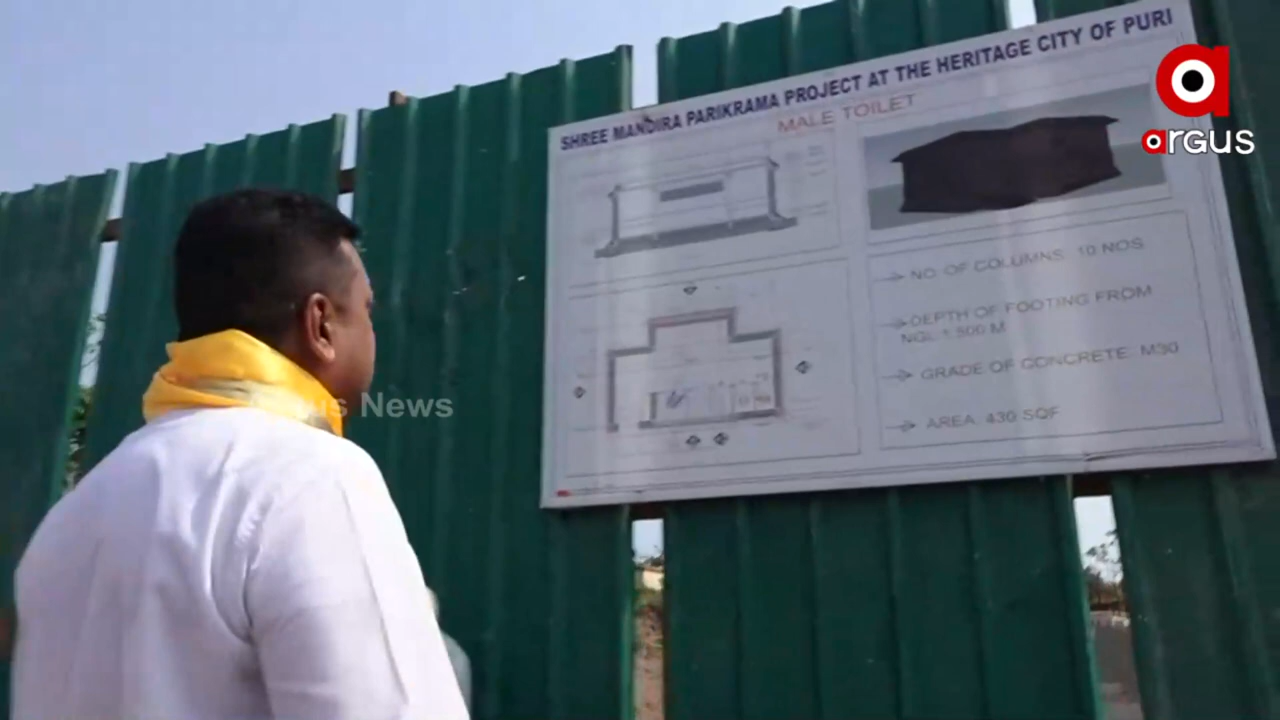 SHREE MANDIRA PARIKRAMA PROJECT AT THE HERITAGE CITY OF PURI
MALE TOILET
NO. OF COLUMNS: 10 NOS
DEPTH OF FOOTING FROM
NGL: 1.500 M
GRADE OF CONCRETE: M30
AREA: 430 SQF
argus
Argus News